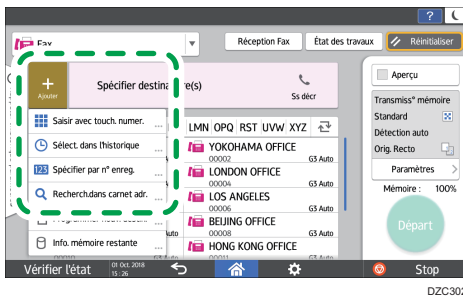 ?
Fax
Réception Fax
État des travaux
Réinitialiser
Ajouter
Spécifier destinataire(s)
Ss décr
Aperçu
Saisir avec touch. numer. ...
Sélect. dans l'historique ...
Spécifier par n° enreg. ...
Recherch.dans carnet adr. ...
Info. mémoire restante ...
LMN OPQ RST UVW XYZ
YOKOHAMA OFFICE
00002 G3 Auto
LONDON OFFICE
00004 G3 Auto
LOS ANGELES
00006 G3 Auto
BEIJING OFFICE
00008 G3 Auto
HONG KONG OFFICE
Transmiss° mémoire
Standard
Détection auto
Orig. Recto
Paramètres >
Mémoire : 100%
Départ
Vérifier l'état
01 Oct. 2018
15 : 26
Stop
DZC302